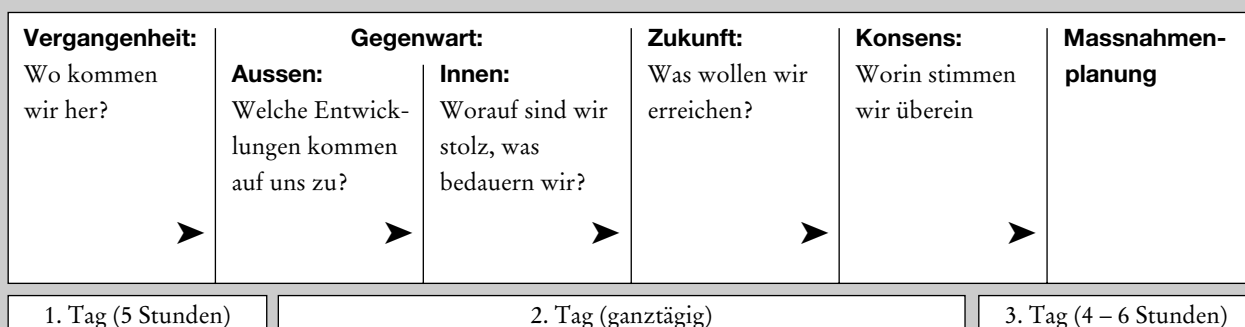 Vergangenheit:
Wo kommen
wir her?
Gegenwart:
Aussen:
Welche Entwick-
lungen kommen
auf uns zu?
Innen:
Worauf sind wir
stolz, was
bedauern wir?
Zukunft:
Was wollen wir
erreichen?
Konsens:
Worin stimmen
wir überein
Massnahmen-
planung
1. Tag (5 Stunden)
2. Tag (ganztägig)
3. Tag (4 – 6 Stunden)